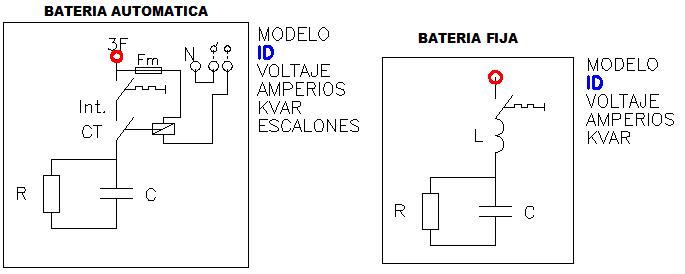 BATERIA AUTOMATICA
3F
Fm
N
Int.
CT
R
C
MODELO
ID
VOLTAJE
AMPERIOS
KVAR
ESCALONES
BATERIA FIJA
L
R
C
MODELO
ID
VOLTAJE
AMPERIOS
KVAR